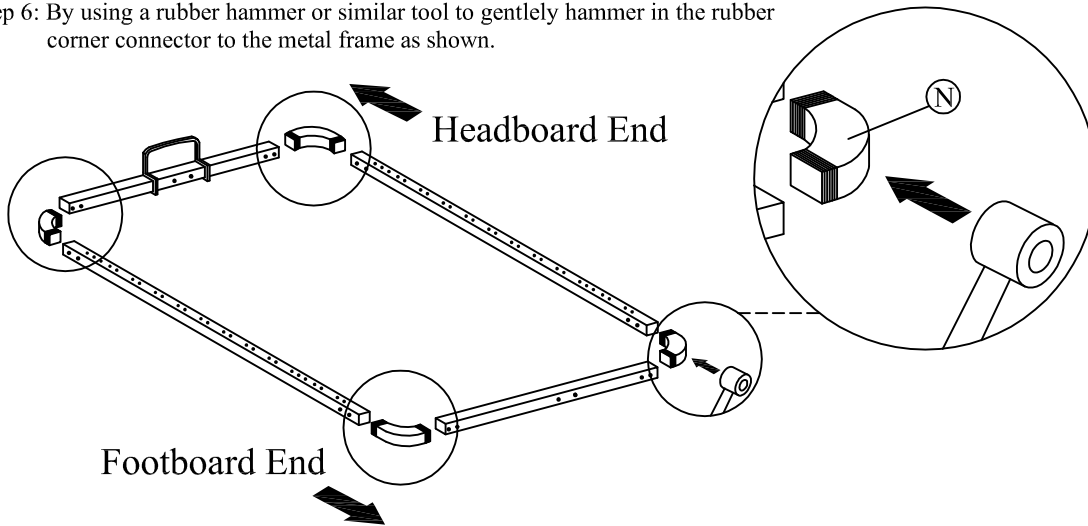 ep 6: By using a rubber hammer or similar tool to gentlely hammer in the rubber
corner connector to the metal frame as shown.
N
Headboard End
Footboard End